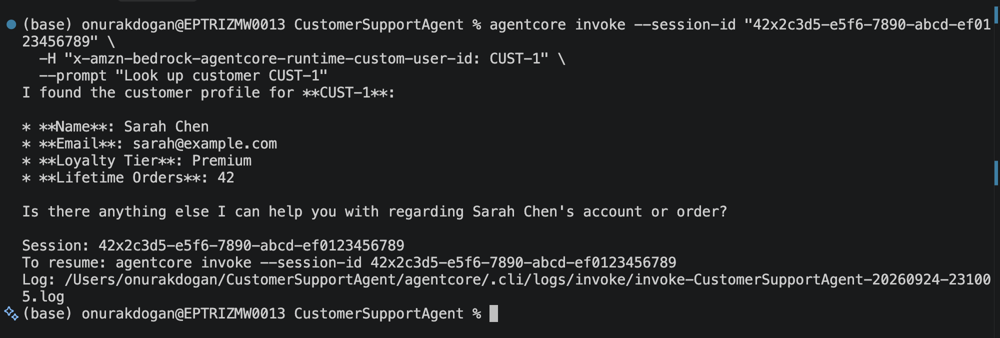 (base) onurakdogan@EPTRIZMW0013 CustomerSupportAgent % agentcore invoke --session-id "42x2c3d5-e5f6-7890-abcd-ef01
23456789" \
  -H "x-amzn-bedrock-agentcore-runtime-custom-user-id: CUST-1" \
  --prompt "Look up customer CUST-1"
I found the customer profile for **CUST-1**:

* **Name**: Sarah Chen
* **Email**: sarah@example.com
* **Loyalty Tier**: Premium
* **Lifetime Orders**: 42

Is there anything else I can help you with regarding Sarah Chen's account or order?

Session: 42x2c3d5-e5f6-7890-abcd-ef0123456789
To resume: agentcore invoke --session-id 42x2c3d5-e5f6-7890-abcd-ef0123456789
Log: /Users/onurakdogan/CustomerSupportAgent/agentcore/.cli/logs/invoke/invoke-CustomerSupportAgent-20260924-23100
5.log
(base) onurakdogan@EPTRIZMW0013 CustomerSupportAgent %